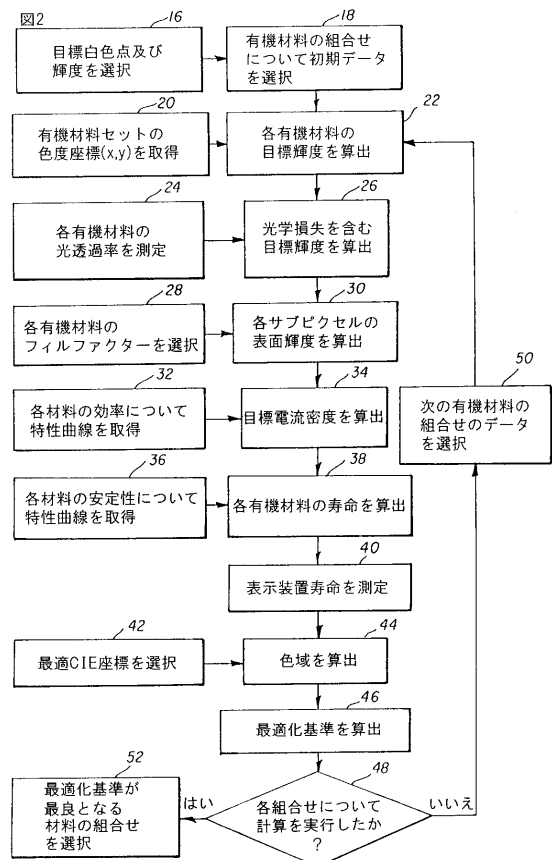 図2
16
目標白色点及び
輝度を選択
18
有機材料の組合せ
について初期データ
を選択
20
有機材料セットの
色度座標(x,y)を取得
22
各有機材料の
目標輝度を算出
24
各有機材料の
光透過率を測定
26
光学損失を含む
目標輝度を算出
28
各有機材料の
フィルファクターを選択
30
各サブピクセルの
表面輝度を算出
32
各材料の効率について
特性曲線を取得
34
目標電流密度を算出
50
次の有機材料の
組合せのデータ
を選択
36
各材料の安定性について
特性曲線を取得
38
各有機材料の寿命を算出
40
表示装置寿命を測定
42
最適CIE座標を選択
44
色域を算出
46
最適化基準を算出
48
各組合せについて
計算を実行したか
?
はい
いいえ
52
最適化基準が
最良となる
材料の組合せ
を選択